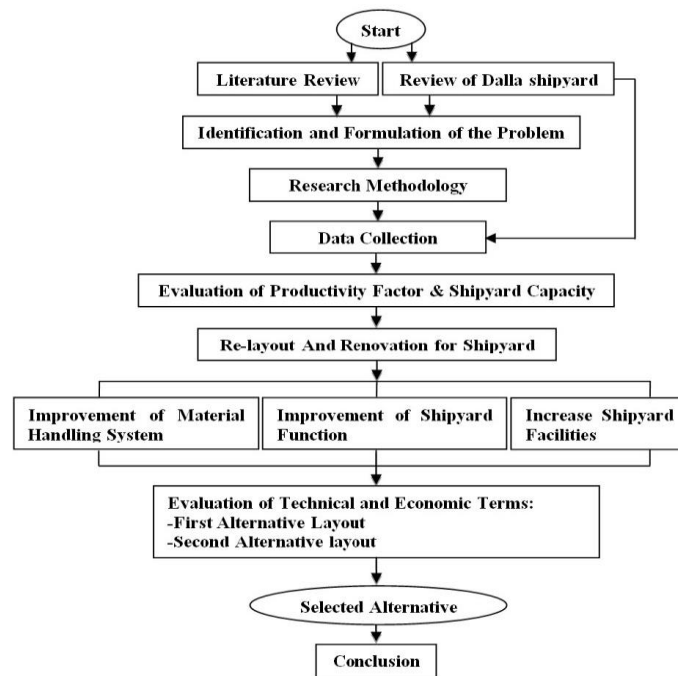 Start
Literature Review
Review of Dalla shipyard
Identification and Formulation of the Problem
Research Methodology
Data Collection
Evaluation of Productivity Factor & Shipyard Capacity
Re-layout And Renovation for Shipyard
Improvement of Material
Handling System
Improvement of Shipyard
Function
Increase Shipyard
Facilities
Evaluation of Technical and Economic Terms:
-First Alternative Layout
-Second Alternative layout
Selected Alternative
Conclusion